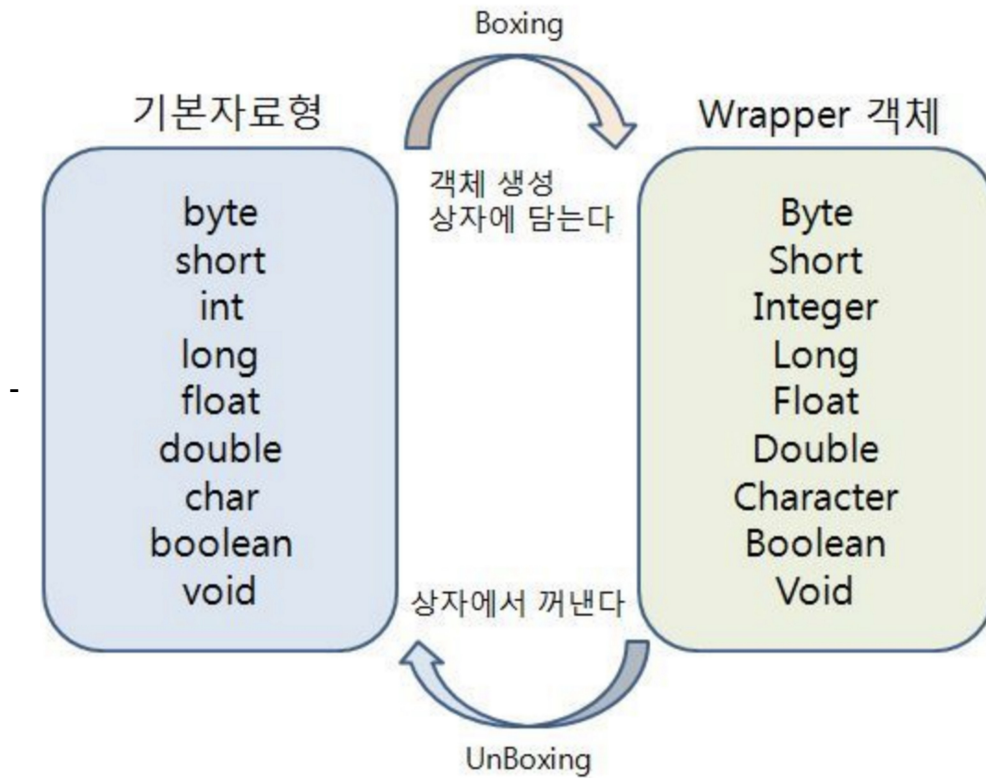 Boxing
기본자료형
Wrapper 객체
객체 생성
상자에 담는다
byte
short
int
long
float
double
char
boolean
void
Byte
Short
Integer
Long
Float
Double
Character
Boolean
Void
-
상자에서 꺼낸다
UnBoxing